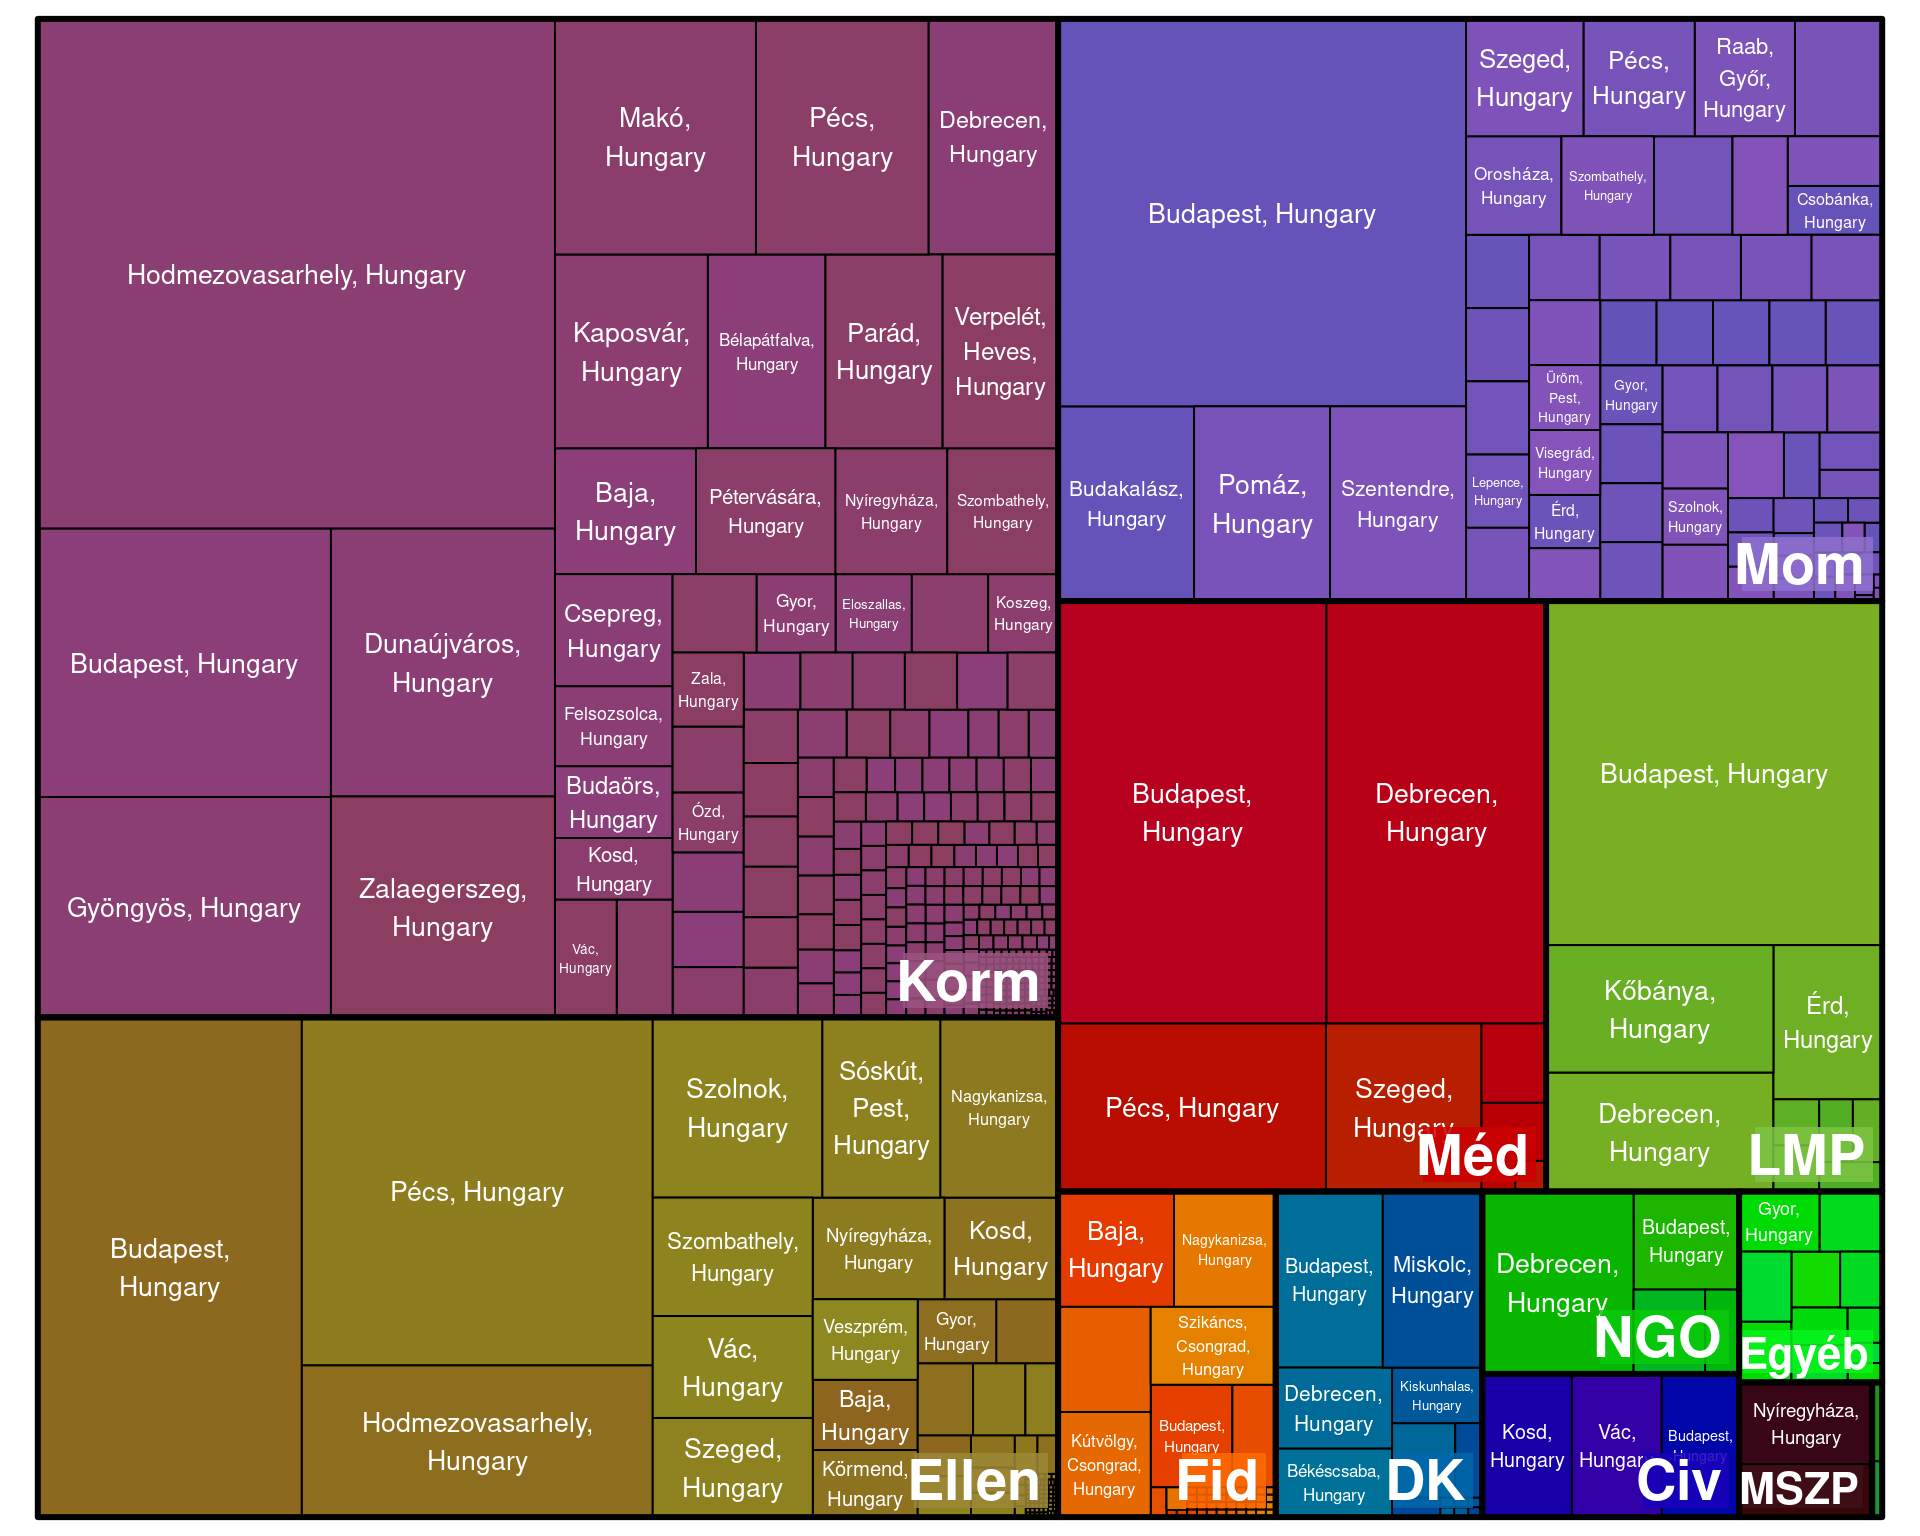 Hodmezovasarhely, Hungary
Makó,
Hungary
Pécs,
Hungary
Debrecen,
Hungary
Kaposvár,
Hungary
Bélapátfalva,
Hungary
Parád,
Hungary
Verpelét,
Heves,
Hungary
Baja,
Hungary
Pétervására,
Hungary
Nyíregyháza,
Hungary
Szombathely,
Hungary
Budapest, Hungary
Dunaújváros,
Hungary
Gyöngyös, Hungary
Zalaegerszeg,
Hungary
Csepreg,
Hungary
Gyor,
Hungary
Eloszallas,
Hungary
Koszeg,
Hungary
Zala,
Hungary
Felsozsolca,
Hungary
Budaörs,
Hungary
Ózd,
Hungary
Kosd,
Hungary
Vác,
Hungary
Korm
Budapest, Hungary
Szeged,
Hungary
Pécs,
Hungary
Raab,
Győr,
Hungary
Orosháza,
Hungary
Szombathely,
Hungary
Csobánka,
Hungary
Budakalász,
Hungary
Pomáz,
Hungary
Szentendre,
Hungary
Üröm,
Pest,
Hungary
Gyor,
Hungary
Visegrád,
Hungary
Lepence,
Hungary
Érd,
Hungary
Szolnok,
Hungary
Mom
Budapest,
Hungary
Debrecen,
Hungary
Pécs, Hungary
Szeged,
Hungary
Méd
Budapest, Hungary
Kőbánya,
Hungary
Érd,
Hungary
Debrecen,
Hungary
LMP
Budapest,
Hungary
Pécs, Hungary
Hodmezovasarhely,
Hungary
Szolnok,
Hungary
Sóskút,
Pest,
Hungary
Nagykanizsa,
Hungary
Szombathely,
Hungary
Nyíregyháza,
Hungary
Kosd,
Hungary
Vác,
Hungary
Veszprém,
Hungary
Gyor,
Hungary
Szeged,
Hungary
Baja,
Hungary
Körmend,
Hungary
Ellen
Baja,
Hungary
Nagykanizsa,
Hungary
Szikáncs,
Csongrad,
Hungary
Kútvölgy,
Csongrad,
Hungary
Budapest,
Hungary
Fid
Budapest,
Hungary
Miskolc,
Hungary
Debrecen,
Hungary
Kiskunhalas,
Hungary
Békéscsaba,
Hungary
DK
Debrecen,
Hungary
Budapest,
Hungary
NGO
Gyor,
Hungary
Egyéb
Kosd,
Hungary
Vác,
Hungary
Budapest,
Hungary
Civ
Nyíregyháza,
Hungary
MSZP